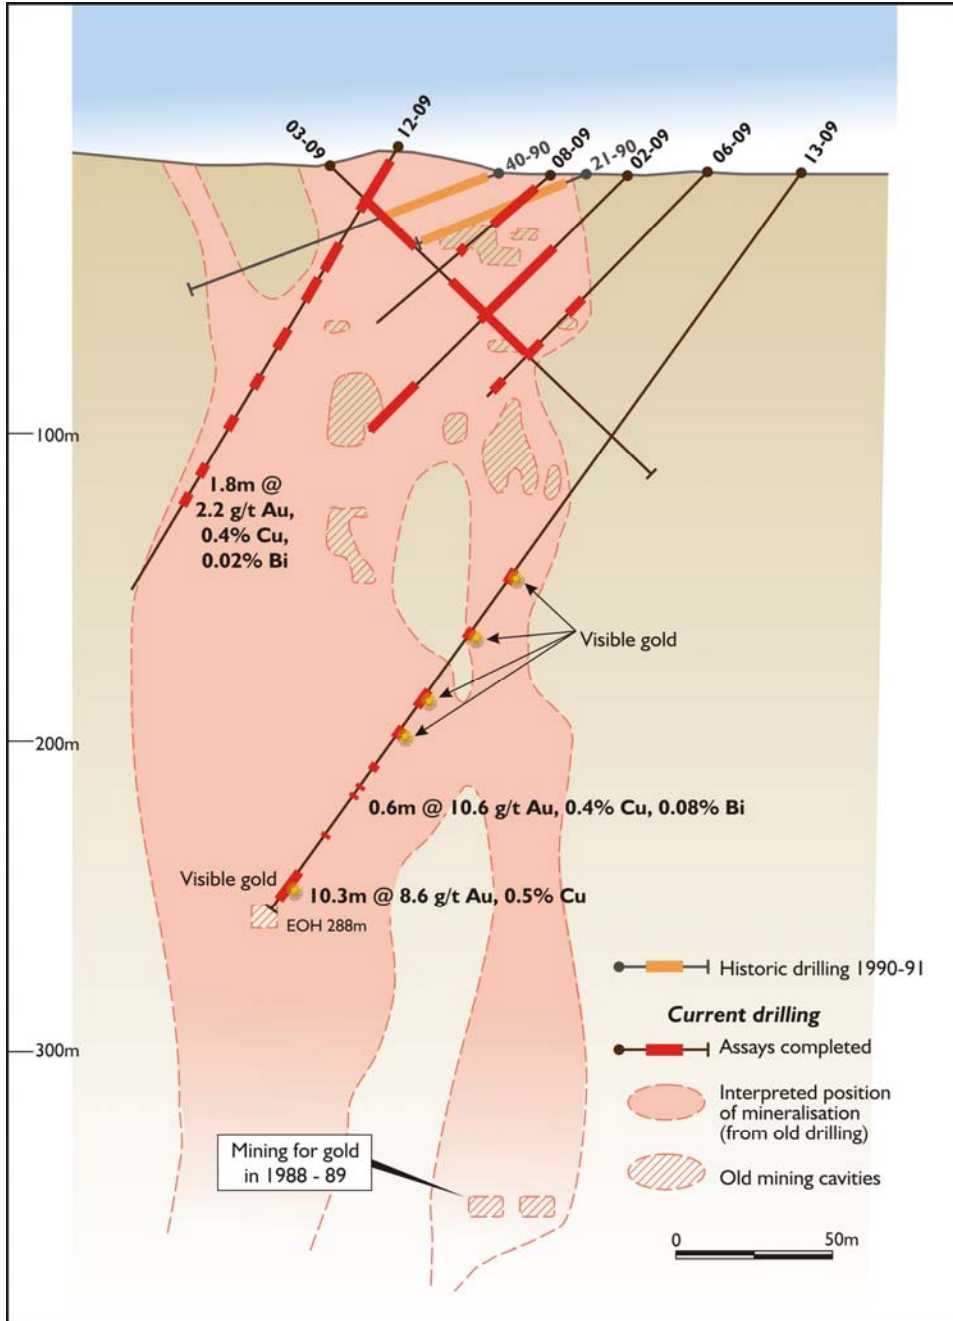 03-09
12-09
40-90
08-09
21-90
02-09
06-09
13-09
100m
1.8m @
2.2 g/t Au,
0.4% Cu,
0.02% Bi
Visible gold
200m
0.6m @ 10.6 g/t Au, 0.4% Cu, 0.08% Bi
Visible gold
10.3m @ 8.6 g/t Au, 0.5% Cu
EOH 288m
300m
Mining for gold
in 1988 - 89
Historic drilling 1990-91
Current drilling
Assays completed
Interpreted position
of mineralisation
(from old drilling)
Old mining cavities
0
50m